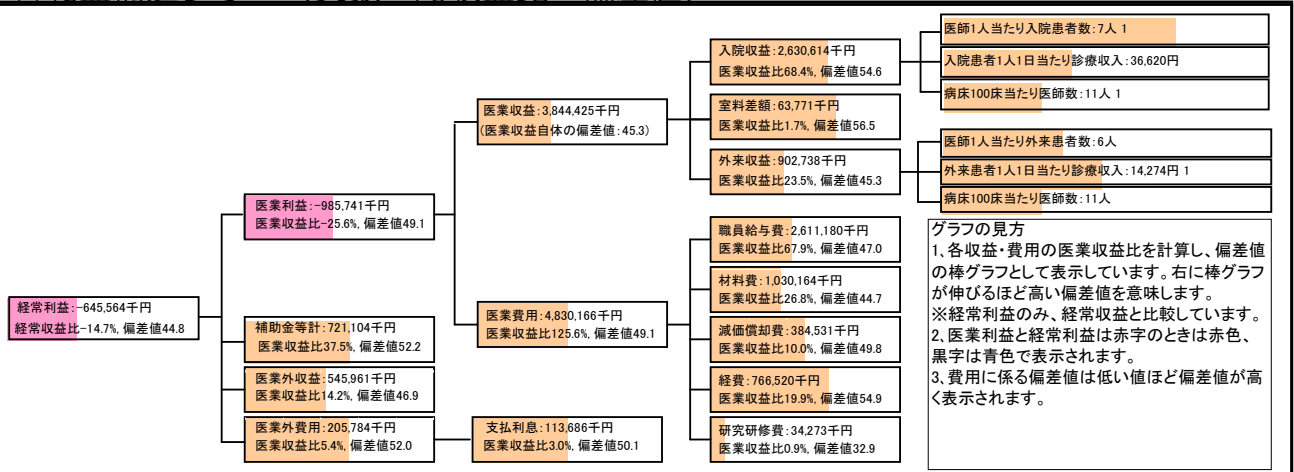 経常利益:-645,564千円
経常収益比-14.7%, 偏差値44.8
医業利益:-985,741千円
医業収益比-25.6%, 偏差値49.1
補助金等計:721,104千円
医業収益比37.5%, 偏差値52.2
医業外収益:545,961千円
医業収益比14.2%, 偏差値46.9
医業外費用:205,784千円
医業収益比5.4%, 偏差値52.0
医業収益:3,844,425千円
(医業収益自体の偏差値:45.3)
医業費用:4,830,166千円
医業収益比125.6%, 偏差値49.1
支払利息:113,686千円
医業収益比3.0%, 偏差値50.1
入院収益:2,630,614千円
医業収益比68.4%, 偏差値54.6
室料差額:63,771千円
医業収益比1.7%, 偏差値56.5
外来収益:902,738千円
医業収益比23.5%, 偏差値45.3
職員給与費:2,611,180千円
医業収益比67.9%, 偏差値47.0
材料費:1,030,164千円
医業収益比26.8%, 偏差値44.7
減価償却費:384,531千円
医業収益比10.0%, 偏差値49.8
経費:766,520千円
医業収益比19.9%, 偏差値54.9
研究研修費:34,273千円
医業収益比0.9%, 偏差値32.9
医師1人当たり入院患者数:7人 1
入院患者1人1日当たり診療収入:36,620円
病床100床当たり医師数:11人 1
医師1人当たり外来患者数:6人
外来患者1人1日当たり診療収入:14,274円 1
病床100床当たり医師数:11人
グラフの見方
1、各収益・費用の医業収益比を計算し、偏差値
の棒グラフとして表示しています。右に棒グラフ
が伸びるほど高い偏差値を意味します。
※経常利益のみ、経常収益と比較しています。
2、医業利益と経常利益は赤字のときは赤色、
黒字は青色で表示されます。
3、費用に係る偏差値は低い値ほど偏差値が高
く表示されます。